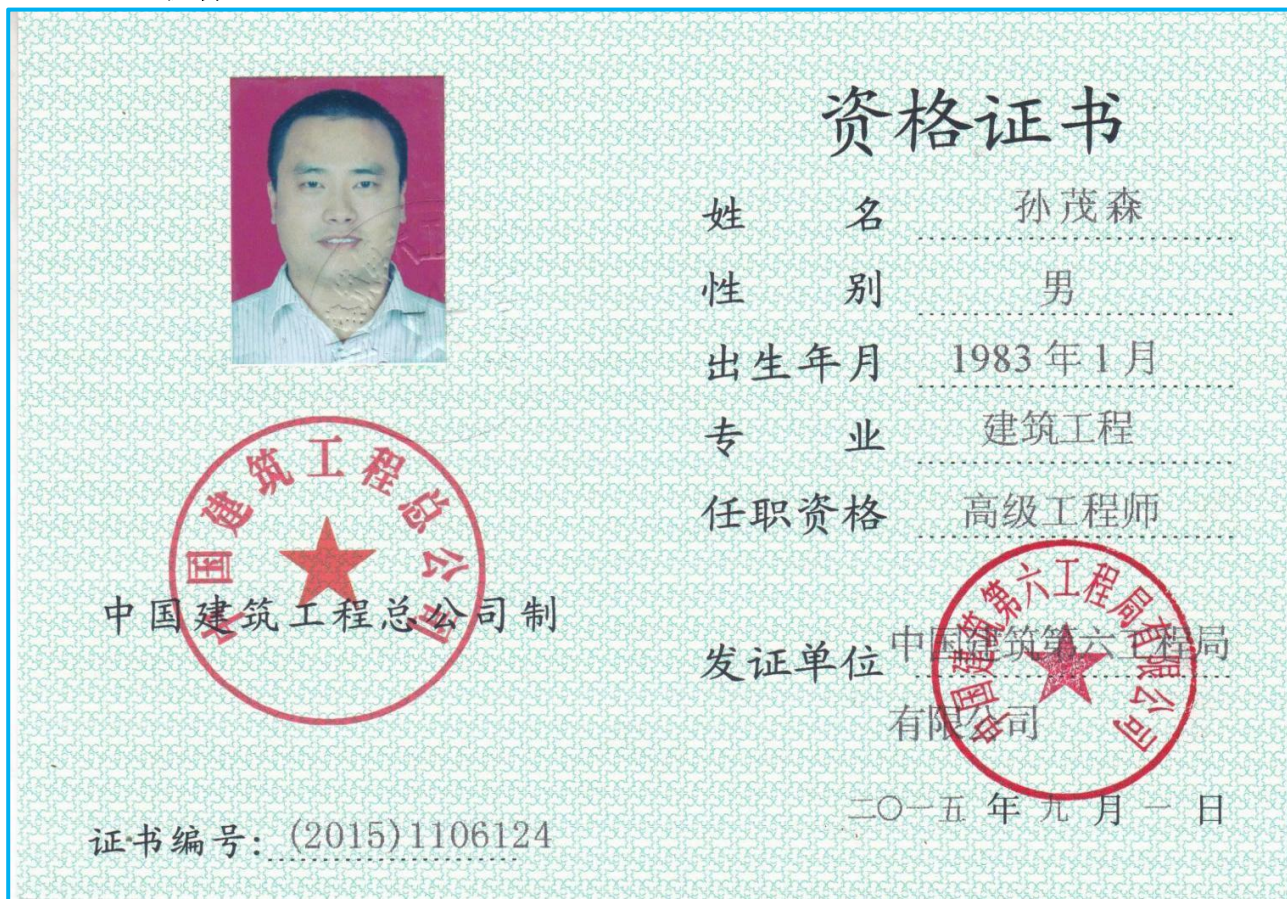 资格证书
姓 名 孙茂森
性 别 男
出生年月 1983 年 1 月
专 业 建筑工程
任职资格 高级工程师
发证单位 中国建筑第六工程局
有限公司
中国建筑第六工程局有限公司
二〇一五 年 九 月 一 日
中国建筑工程总公司
中国建筑工程总公司制
证书编号: (2015)1106124